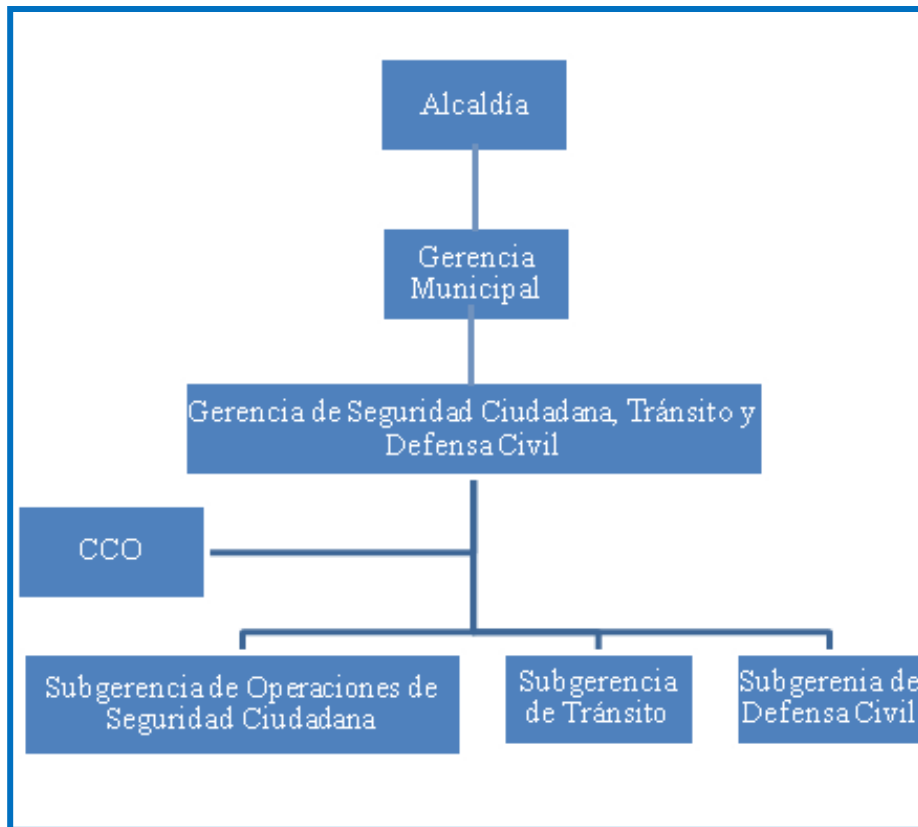 Alcaldía
Gerencia
Municipal
Gerencia de Seguridad Ciudadana, Tránsito y
Defensa Civil
CCO
Subgerencia de Operaciones de
Seguridad Ciudadana
Subgerencia
de Tránsito
Subgerenia de
Defensa Civil